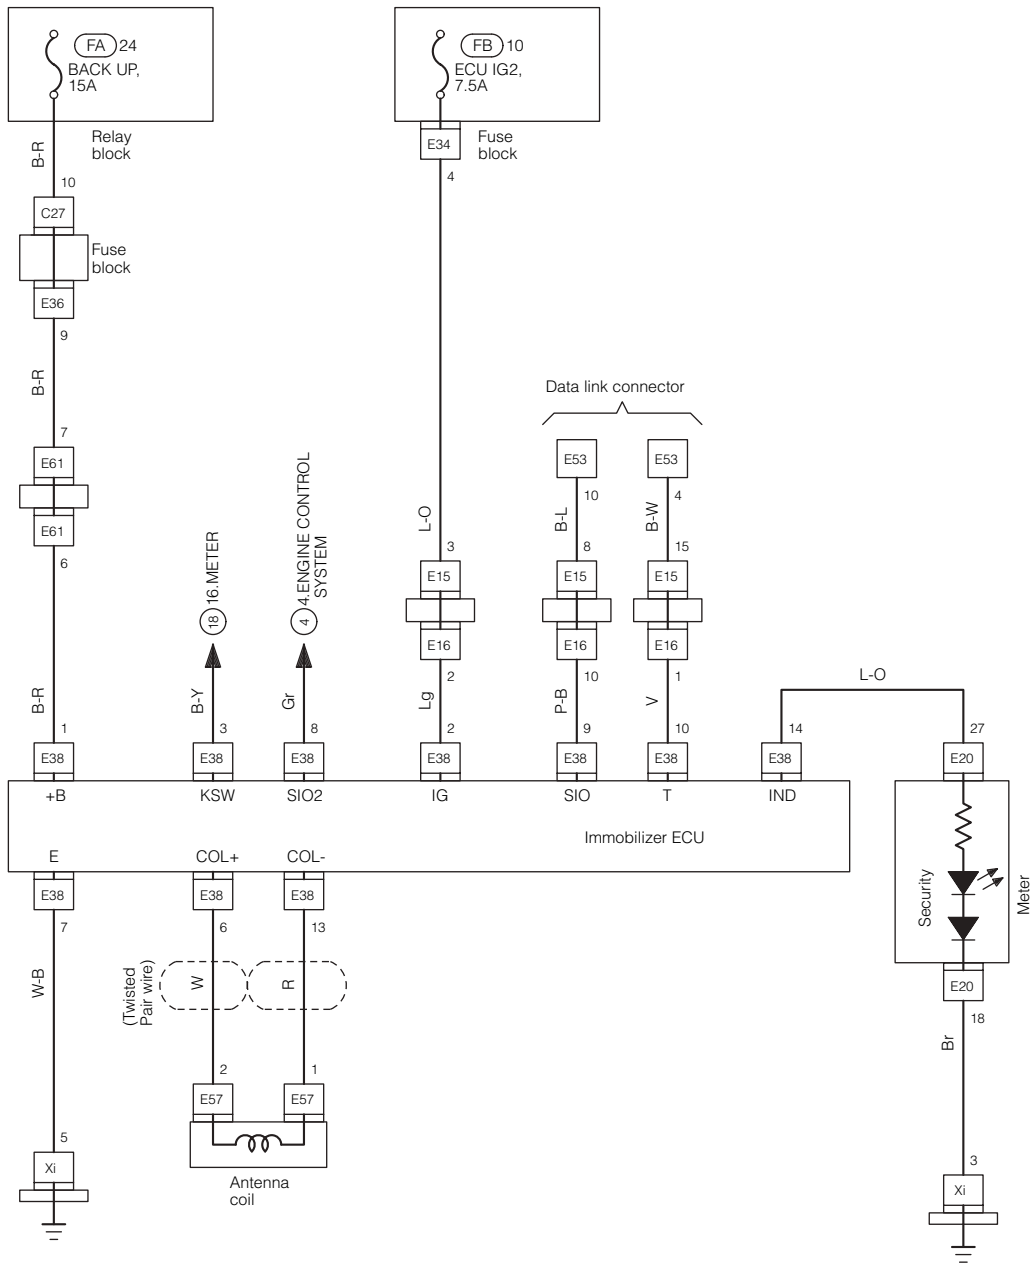 FA 24
BACK UP,
15A
FB 10
ECU IG2,
7.5A
Relay
block
E34
Fuse
block
B-R
10
4
C27
Fuse
block
E36
9
B-R
Data link connector
7
E61
E53
E53
10
4
E61
6
16.METER
18
4.ENGINE CONTROL
SYSTEM
4
L-O
B-L
B-W
3
8
15
E15
E15
E15
E16
E16
E16
2
10
1
B-R
B-Y
Gr
Lg
P-B
V
L-O
1
3
8
2
9
10
14
27
E38
E38
E38
E38
E38
E38
E38
E20
+B
KSW
SIO2
IG
SIO
T
IND
Immobilizer ECU
E
COL+
COL-
Security
Meter
E38
E38
E38
7
6
13
W-B
(Twisted
Pair wire)
W
R
E20
18
Br
2
1
E57
E57
5
Xi
Antenna
coil
3
Xi